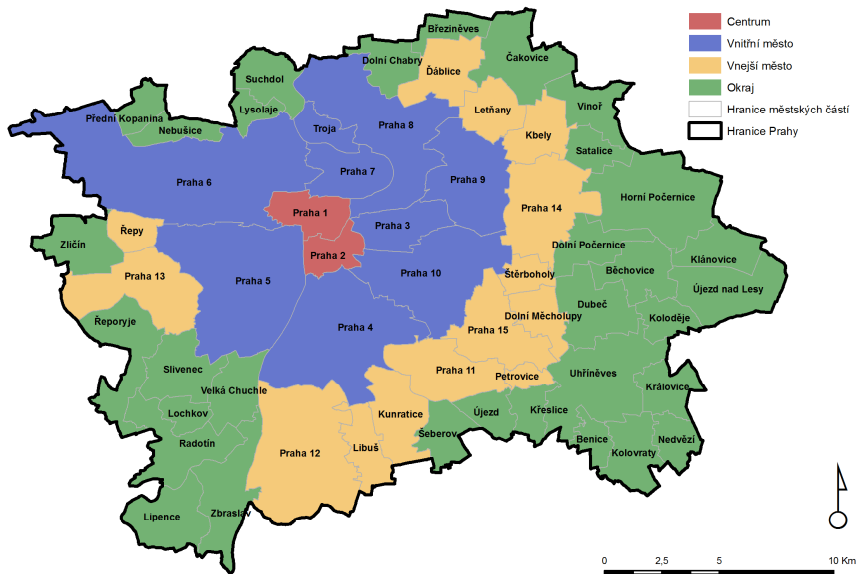 Centrum
Vnitřní město
Vnejší město
Okraj
Hranice městských částí
Hranice Prahy
Březiněves
Dolní Chabry
Ďáblice
Čakovice
Suchdol
Lysolaje
Letňany
Vinoř
Přední Kopanina
Nebušice
Troja
Praha 8
Kbely
Satalice
Praha 6
Praha 7
Praha 9
Horní Počernice
Praha 1
Praha 3
Praha 14
Řepy
Zličín
Praha 2
Dolní Počernice
Klánovice
Praha 13
Praha 5
Praha 10
Štěrboholy
Běchovice
Újezd nad Lesy
Řeporyje
Praha 4
Praha 15
Dolní Měcholupy
Dubeč
Koloděje
Slivenec
Praha 11
Petrovice
Uhříněves
Královice
Velká Chuchle
Lochkov
Kunratice
Újezd
Křeslice
Radotín
Praha 12
Libuš
Šeberov
Benice
Kolovraty
Nedvězí
Lipence
Zbraslav
0 2,5 5 10 Km